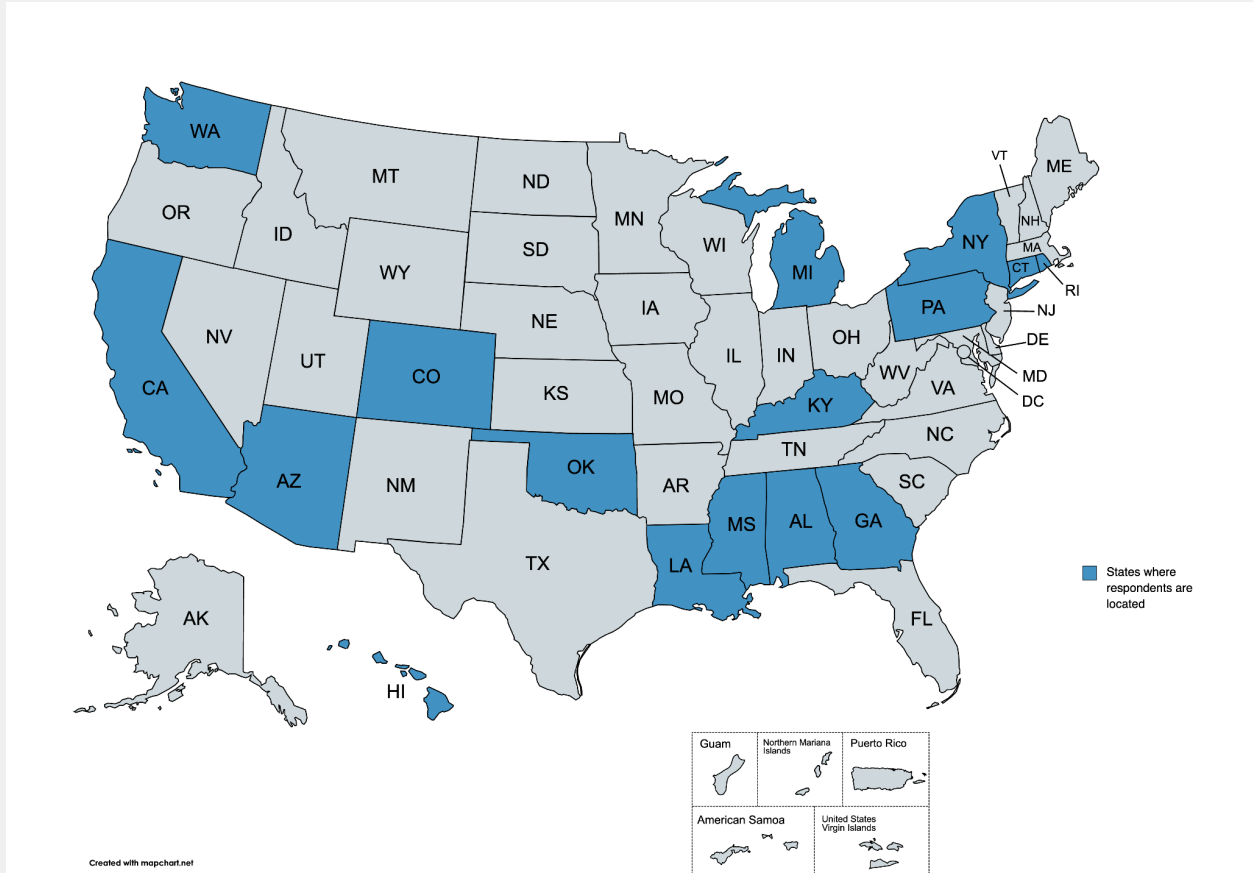 WA
MT
ND
MN
VT
ME
OR
ID
SD
WI
NH
NY
MA
WY
MI
CT
RI
NV
NE
IA
PA
NJ
UT
CO
IL
IN
OH
DE
CA
KS
MO
WV
MD
VA
DC
KY
AZ
NM
OK
AR
TN
NC
SC
MS
AL
GA
TX
LA
States where
respondents are
located
AK
FL
HI
Guam
Northern Mariana
Islands
Puerto Rico
American Samoa
United States
Virgin Islands
Created with mapchart.net